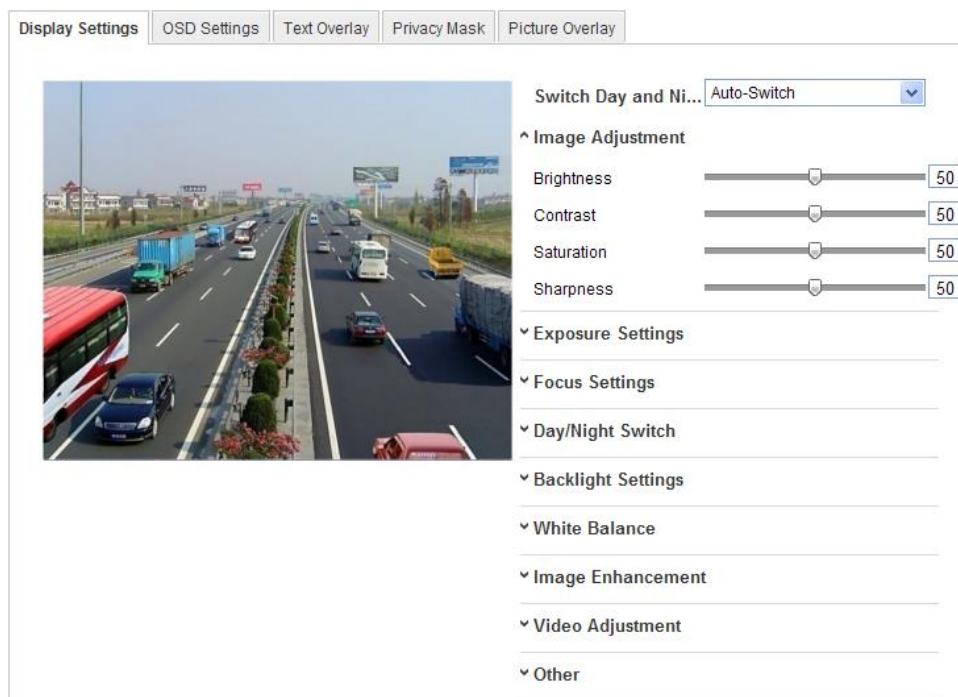 Display Settings
OSD Settings
Text Overlay
Privacy Mask
Picture Overlay
Switch Day and Ni... Auto-Switch
Image Adjustment
Brightness 50
Contrast 50
Saturation 50
Sharpness 50
Exposure Settings
Focus Settings
Day/Night Switch
Backlight Settings
White Balance
Image Enhancement
Video Adjustment
Other